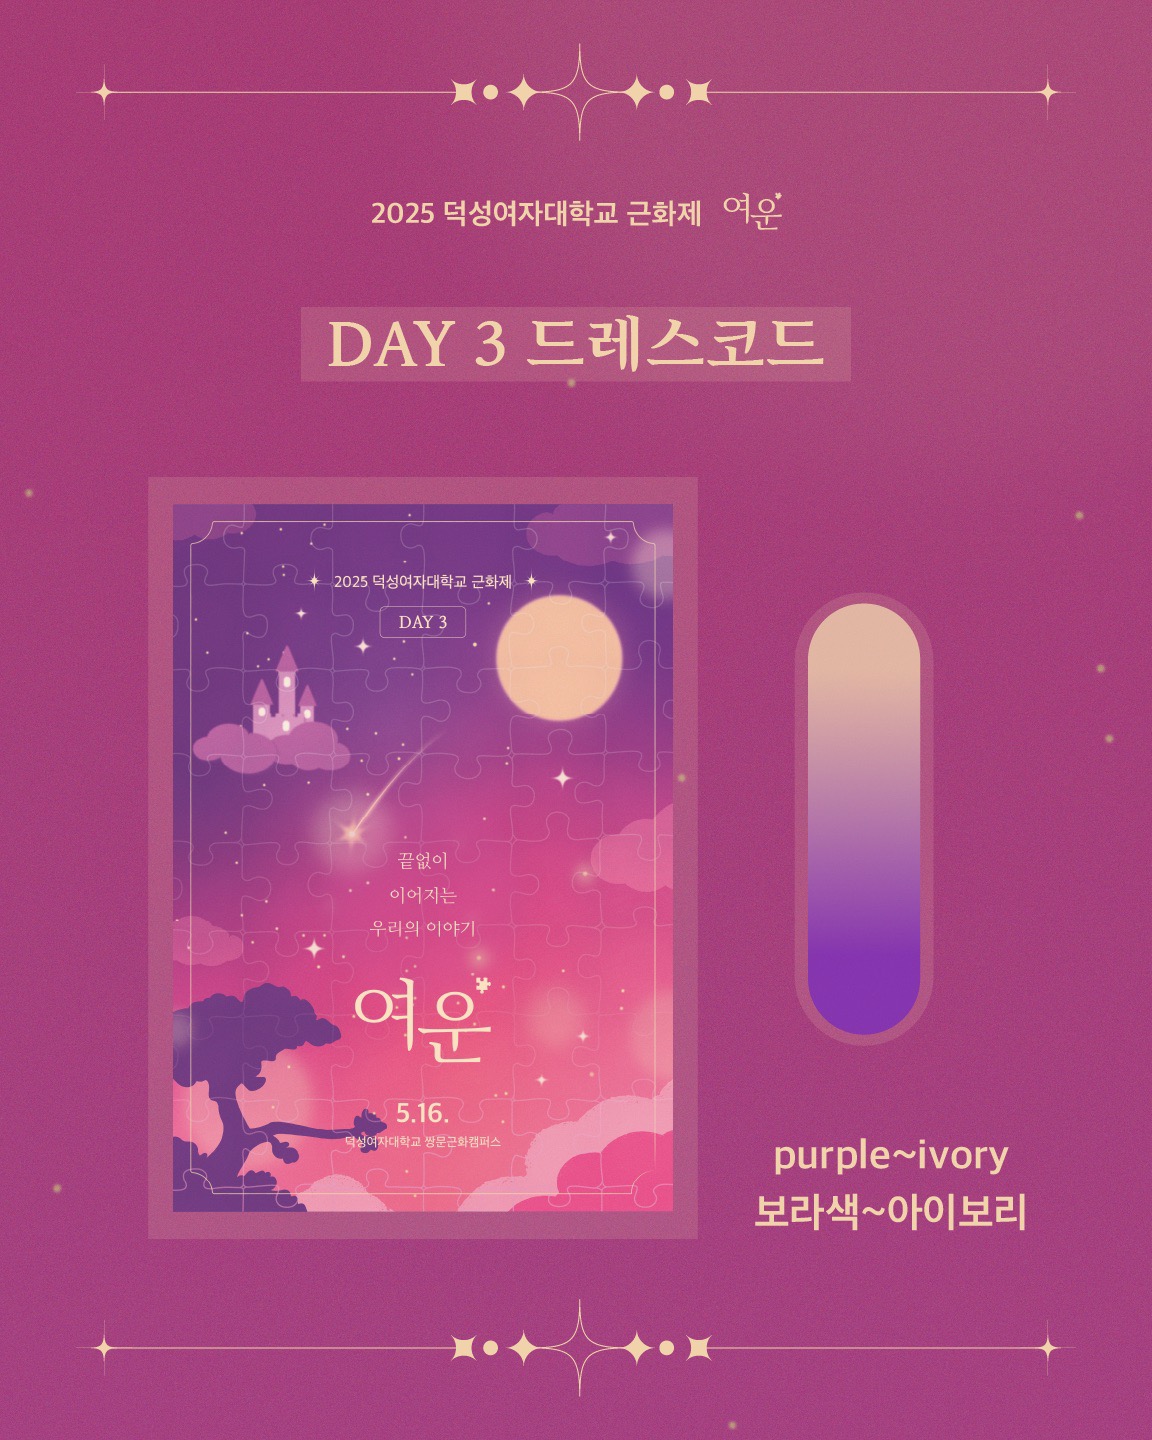 2025 덕성여자대학교 근화제 여운
DAY 3 드레스코드
2025 덕성여자대학교 근화제
DAY 3
끝없이
이어지는
우리의 이야기
여운
5.16.
덕성여자대학교 쌍문근화캠퍼스
purple~ivory
보라색~아이보리